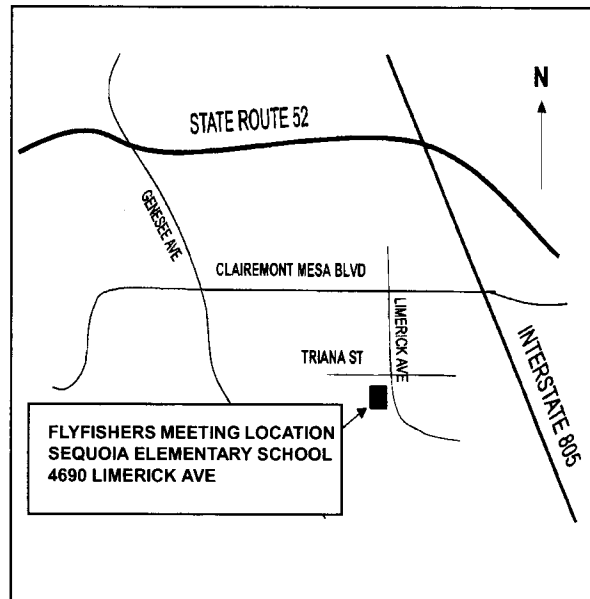 N
STATE ROUTE 52
GENESEE AVE
CLAIREMONT MESA BLVD
LIMERICK AVE
TRIANA ST
INTERSTATE 805
FLYFISHERS MEETING LOCATION
SEQUOIA ELEMENTARY SCHOOL
4690 LIMERICK AVE